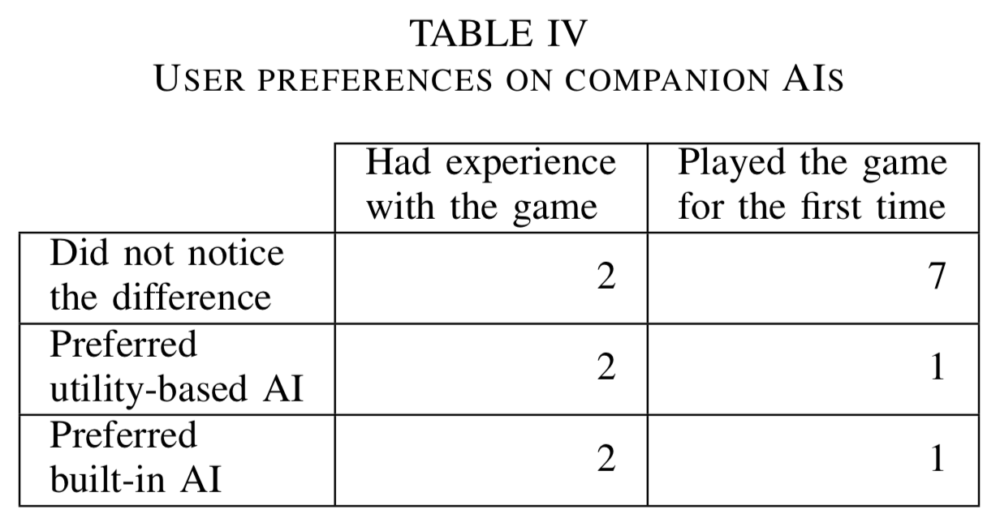 TABLE IV
USER PREFERENCES ON COMPANION AIS
Had experience
with the game
Played the game
for the first time
Did not notice
the difference
2
7
Preferred
utility-based AI
2
1
Preferred
built-in AI
2
1